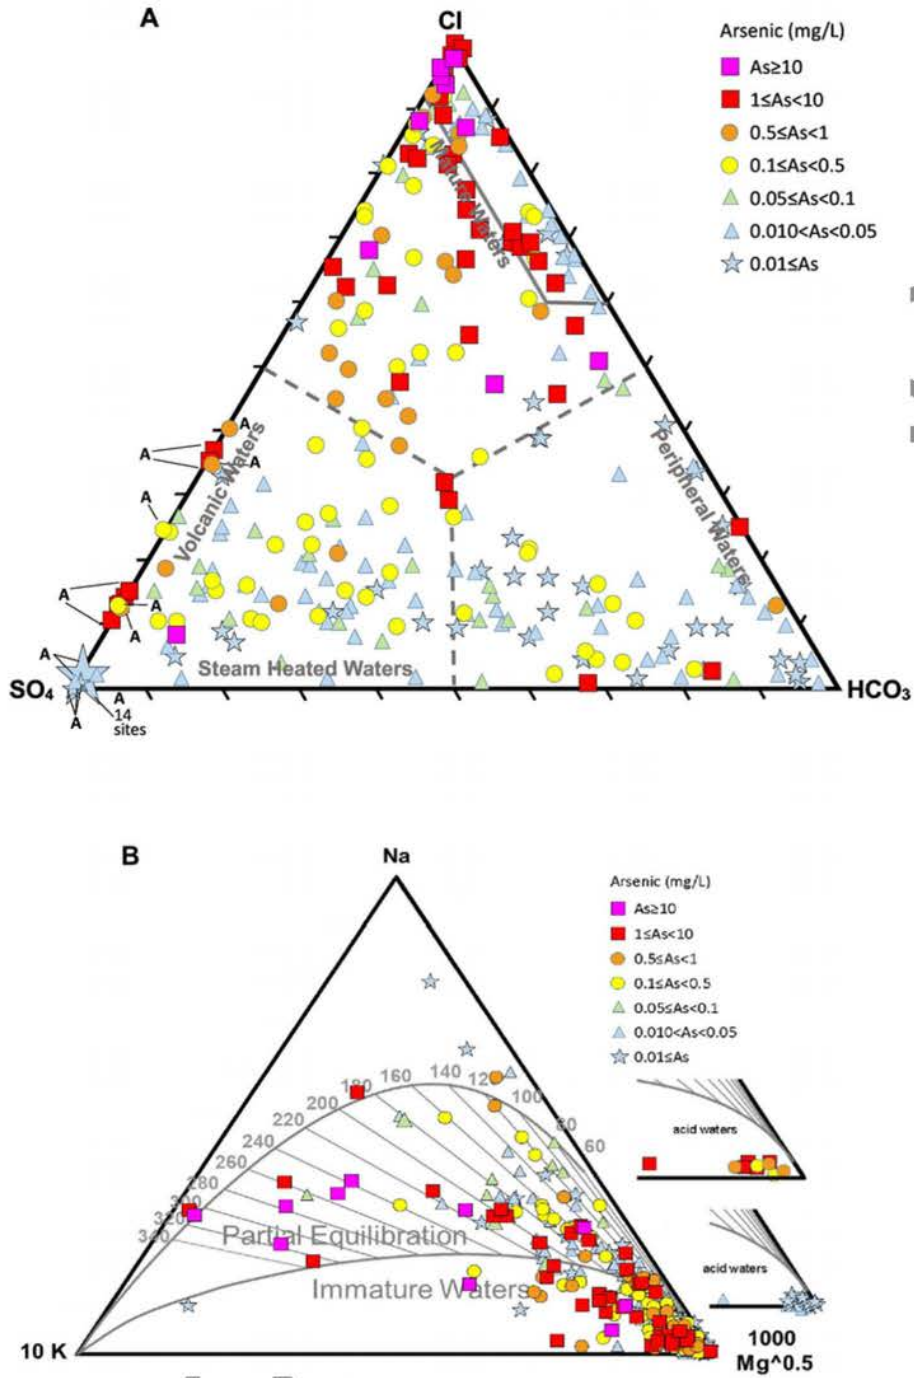 A
Cl
Arsenic (mg/L)
As≥10
1≤As<10
0.5≤As<1
0.1≤As<0.5
0.05≤As<0.1
0.010<As<0.05
0.01≤As
Mature Waters
A
A
A
A
Volcanic Waters
Peripheral Waters
A
A
A
A
A
Steam Heated Waters
SO₄
HCO₃
A
A
14
sites
B
Na
Arsenic (mg/L)
As≥10
1≤As<10
0.5≤As<1
0.1≤As<0.5
0.05≤As<0.1
0.010<As<0.05
0.01≤As
140
160
180
200
220
240
260
280
300
320
340
100
80
60
acid waters
Partial Equilibration
Immature Waters
acid waters
10 K
1000
Mg^0.5